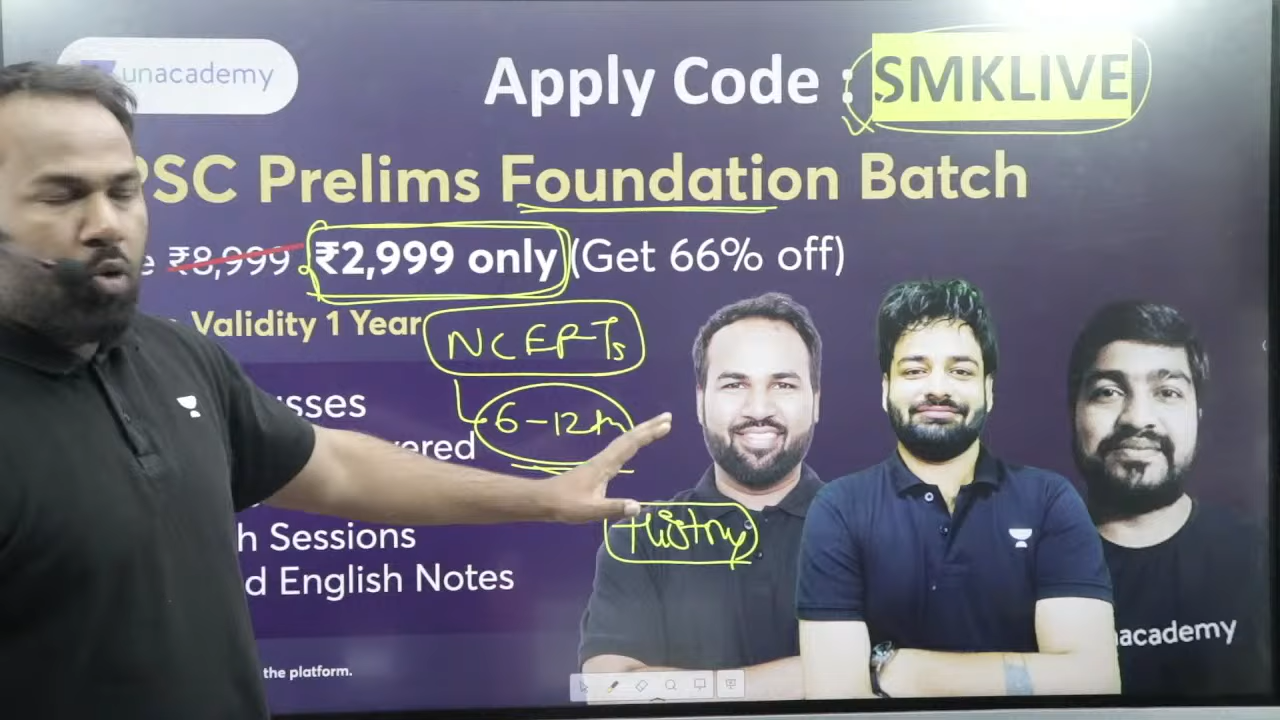 unacademy
Apply Code : SMKLIVE
PSC Prelims Foundation Batch
e ₹8,999 ₹2,999 only (Get 66% off)
Validity 1 Year
NCERTs
sses
6-12th
ered
History
h Sessions
d English Notes
nacademy
the platform.